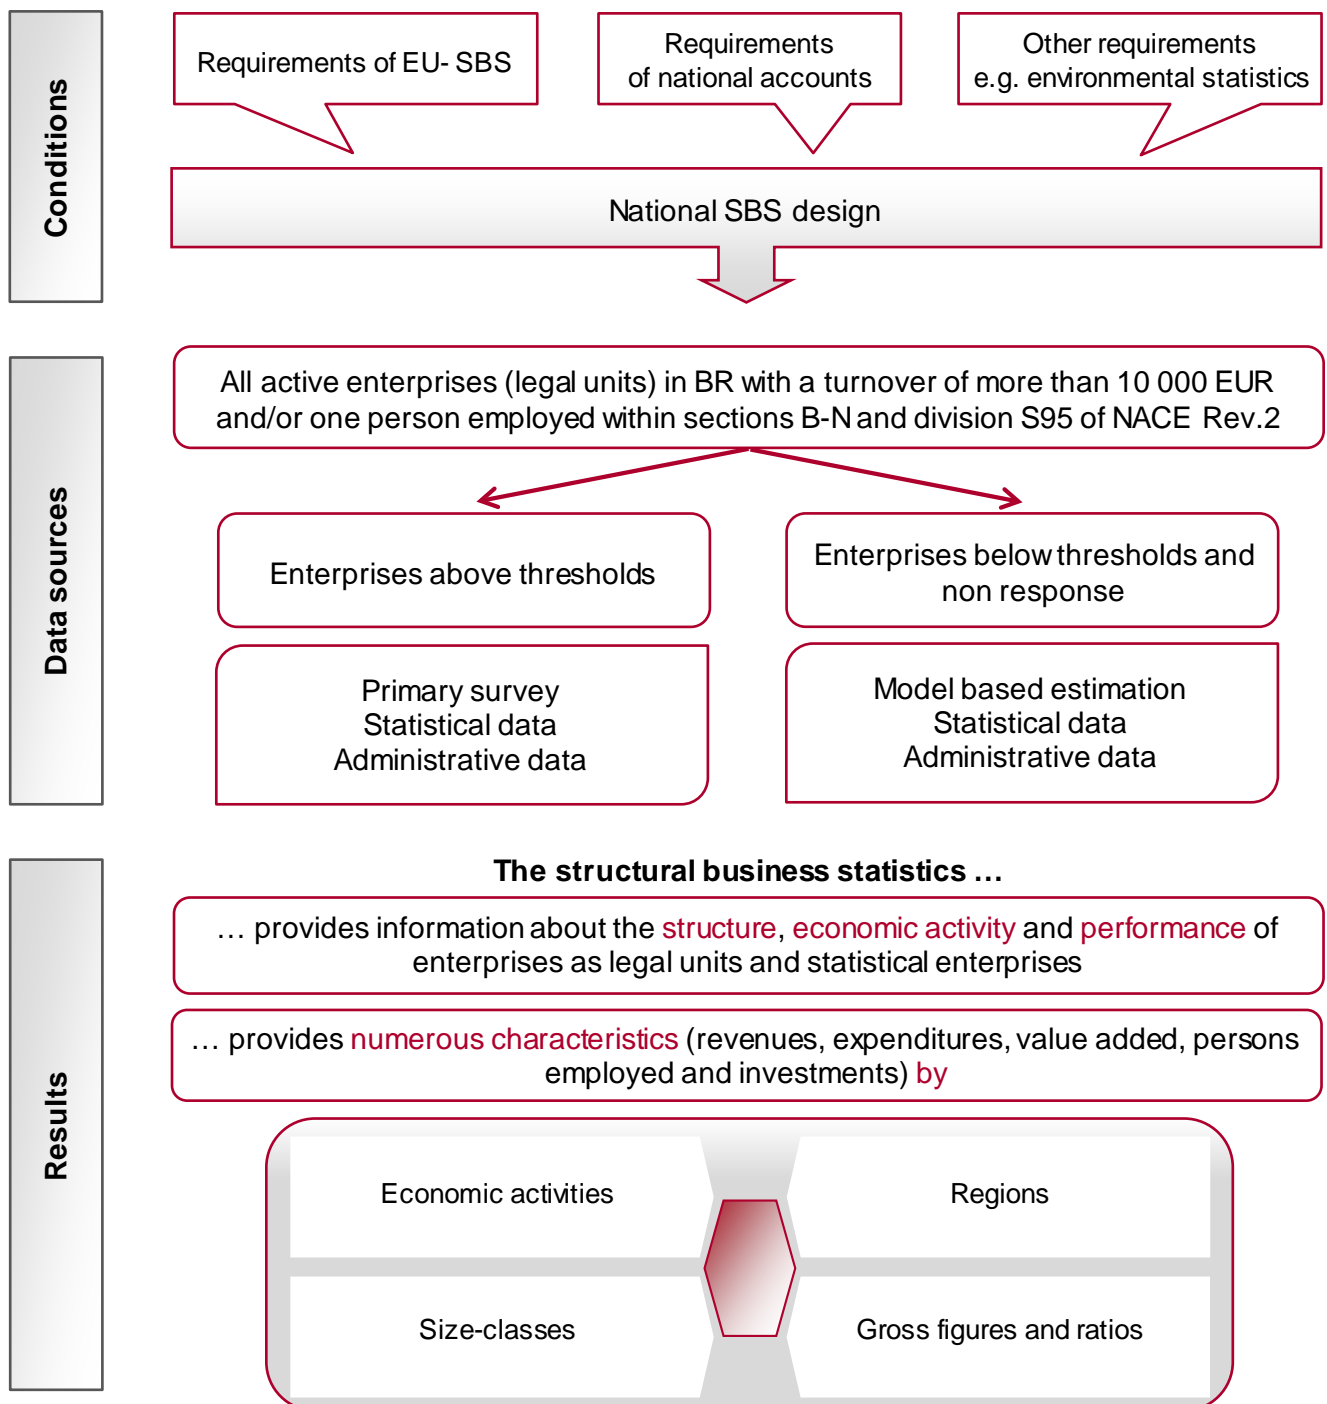 Conditions
Requirements of EU- SBS
Requirements
of national accounts
Other requirements
e.g. environmental statistics
National SBS design
Data sources
All active enterprises (legal units) in BR with a turnover of more than 10 000 EUR
and/or one person employed within sections B-N and division S95 of NACE Rev.2
Enterprises above thresholds
Enterprises below thresholds and
non response
Primary survey
Statistical data
Administrative data
Model based estimation
Statistical data
Administrative data
Results
The structural business statistics …
… provides information about the structure, economic activity and performance of
enterprises as legal units and statistical enterprises
… provides numerous characteristics (revenues, expenditures, value added, persons
employed and investments) by
Economic activities
Regions
Size-classes
Gross figures and ratios